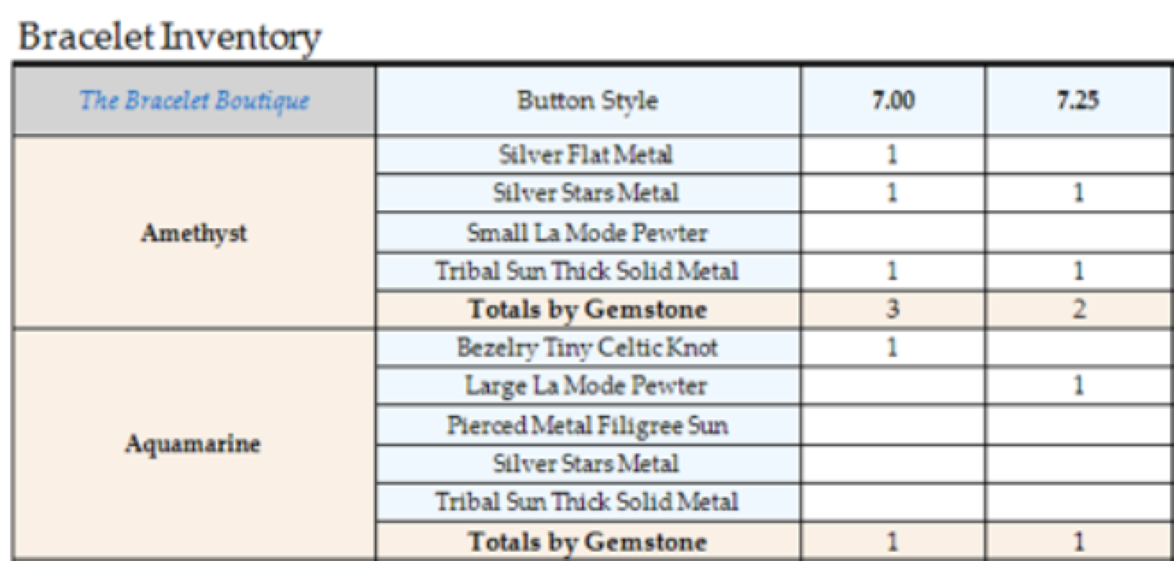 Bracelet Inventory
The Bracelet Boutique Button Style 7.00 7.25
Silver Flat Metal 1
Silver Stars Metal 1 1
Amethyst Small La Mode Pewter
Tribal Sun Thick Solid Metal 1 1
Totals by Gemstone 3 2
Bezelry Tiny Celtic Knot 1
Large La Mode Pewter 1
Pierced Metal Filigree Sun
Aquamarine
Silver Stars Metal
Tribal Sun Thick Solid Metal
Totals by Gemstone 1 1